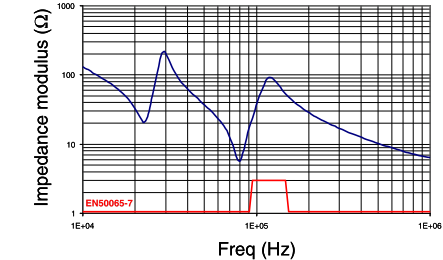 1000
100
10
1
Impedance modulus (Ω)
EN50065-7
1E+04
1E+05
1E+06
Freq (Hz)